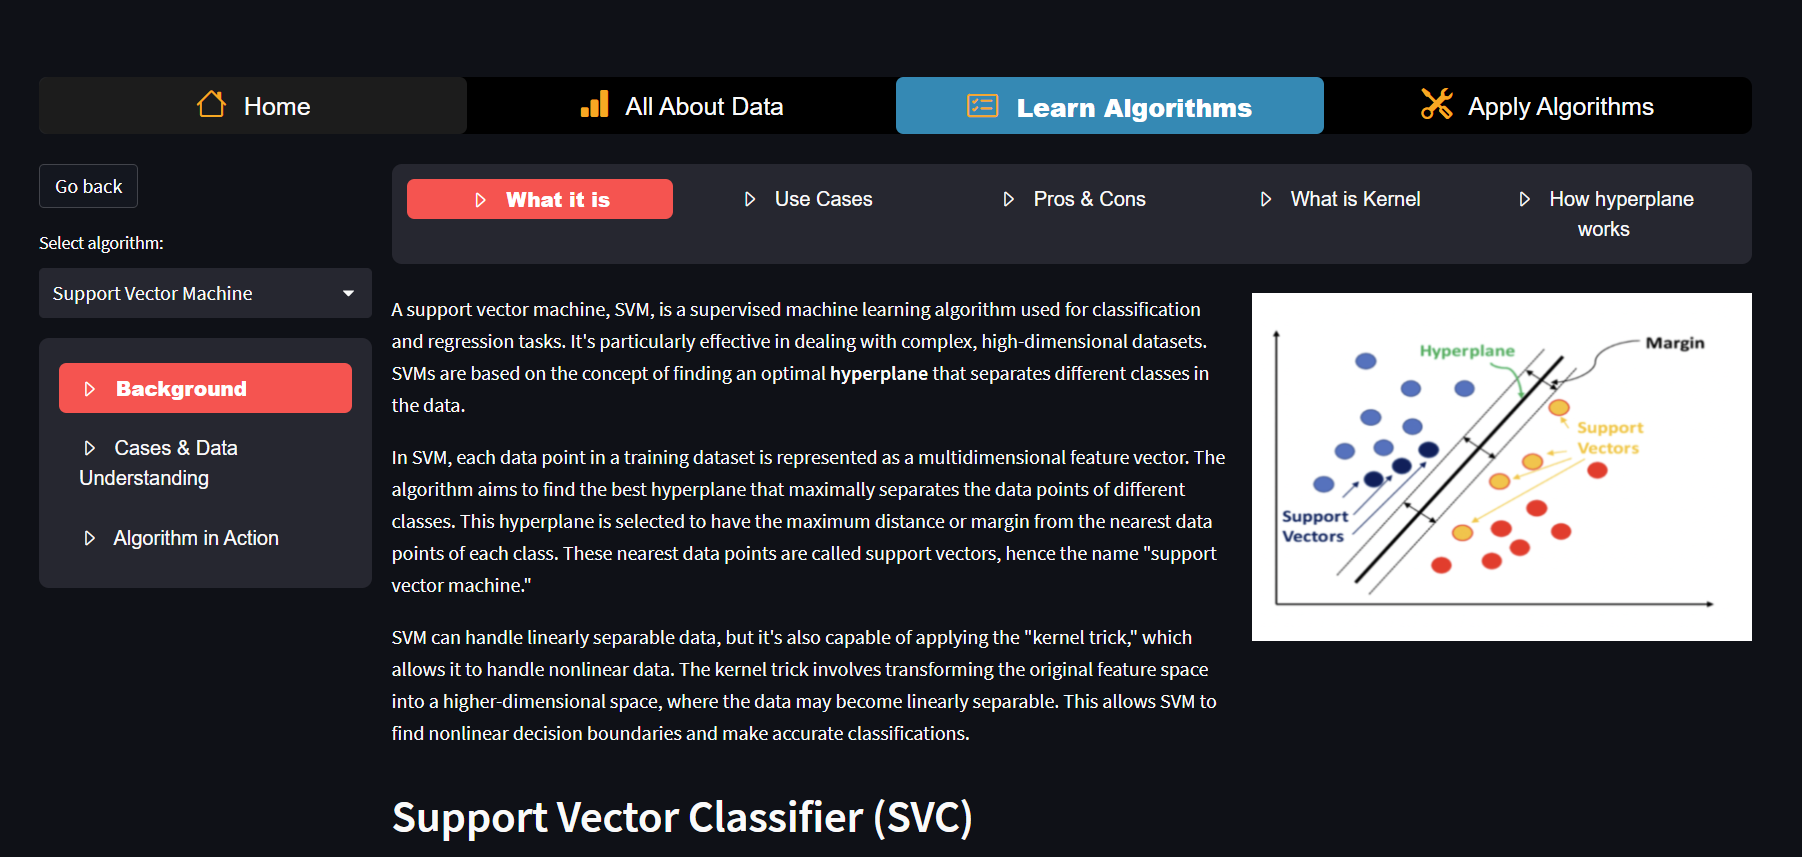 Home
All About Data
Learn Algorithms
Apply Algorithms
Go back
Select algorithm:
Support Vector Machine
Background
Cases & Data
Understanding
Algorithm in Action
What it is
Use Cases
Pros & Cons
What is Kernel
How hyperplane
works
A support vector machine, SVM, is a supervised machine learning algorithm used for classification
and regression tasks. It's particularly effective in dealing with complex, high-dimensional datasets.
SVMs are based on the concept of finding an optimal hyperplane that separates different classes in
the data.
In SVM, each data point in a training dataset is represented as a multidimensional feature vector. The
algorithm aims to find the best hyperplane that maximally separates the data points of different
classes. This hyperplane is selected to have the maximum distance or margin from the nearest data
points of each class. These nearest data points are called support vectors, hence the name "support
vector machine."
SVM can handle linearly separable data, but it's also capable of applying the "kernel trick," which
allows it to handle nonlinear data. The kernel trick involves transforming the original feature space
into a higher-dimensional space, where the data may become linearly separable. This allows SVM to
find nonlinear decision boundaries and make accurate classifications.
Hyperplane
Margin
Support
Vectors
Support
Vectors
Support Vector Classifier (SVC)